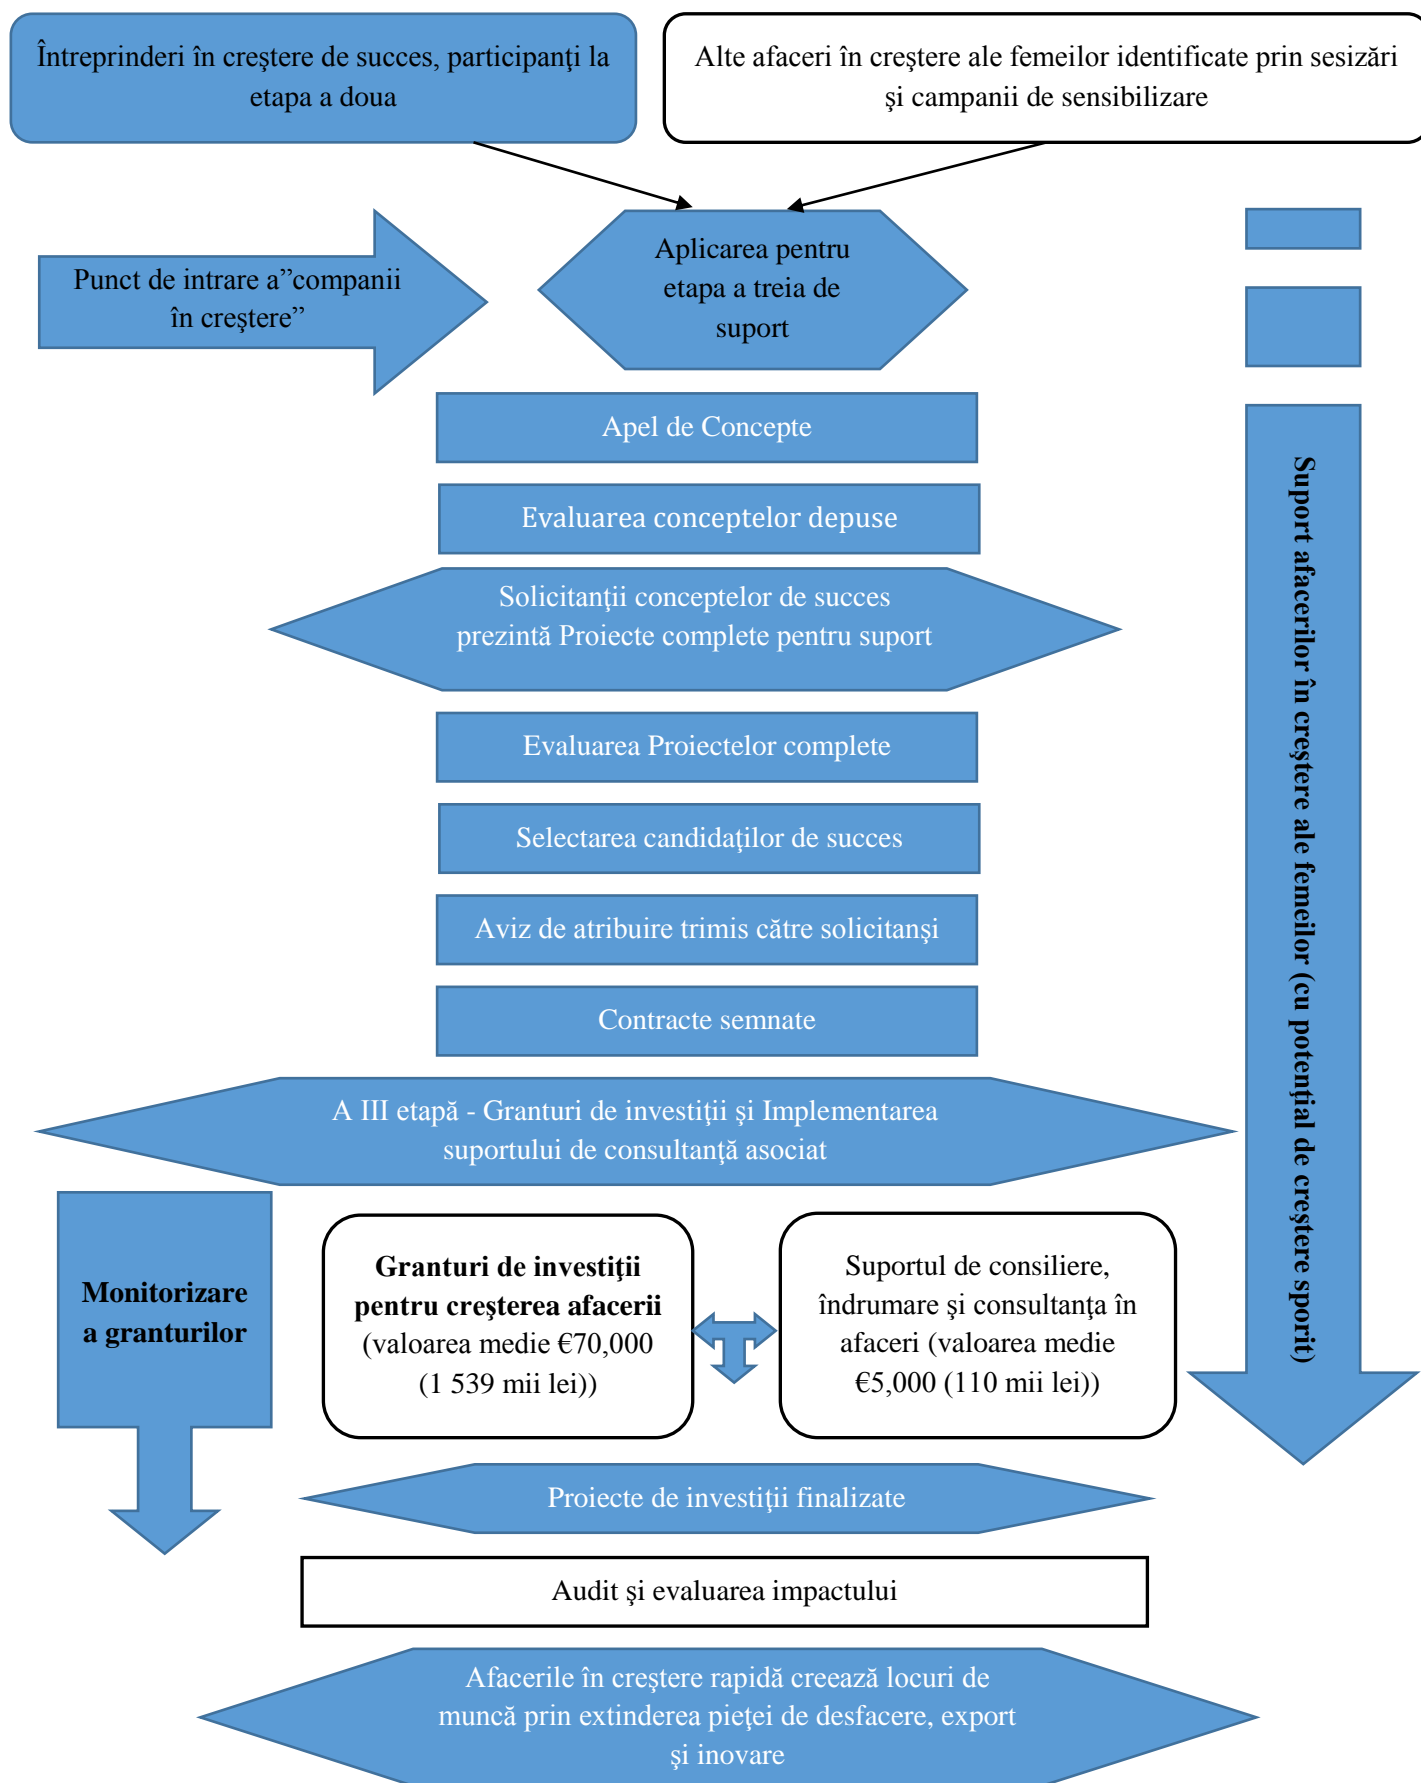 Întreprinderi în creştere de succes, participanţi la
etapa a doua
Alte afaceri în creştere ale femeilor identificate prin sesizări
şi campanii de sensibilizare
Punct de intrare a”companii
în creştere”
Aplicarea pentru
etapa a treia de
suport
Apel de Concepte
Evaluarea conceptelor depuse
Solicitanţii conceptelor de succes
prezintă Proiecte complete pentru suport
Evaluarea Proiectelor complete
Selectarea candidaţilor de succes
Aviz de atribuire trimis către solicitanşi
Contracte semnate
Suport afacerilor în creştere ale femeilor (cu potenţial de creştere sporit)
A III etapă - Granturi de investiţii şi Implementarea
suportului de consultanţă asociat
Monitorizare
a granturilor
Granturi de investiţii
pentru creşterea afacerii
(valoarea medie €70,000
(1 539 mii lei))
Suportul de consiliere,
îndrumare şi consultanţa în
afaceri (valoarea medie
€5,000 (110 mii lei))
Proiecte de investiţii finalizate
Audit şi evaluarea impactului
Afacerile în creştere rapidă creează locuri de
muncă prin extinderea pieţei de desfacere, export
şi inovare